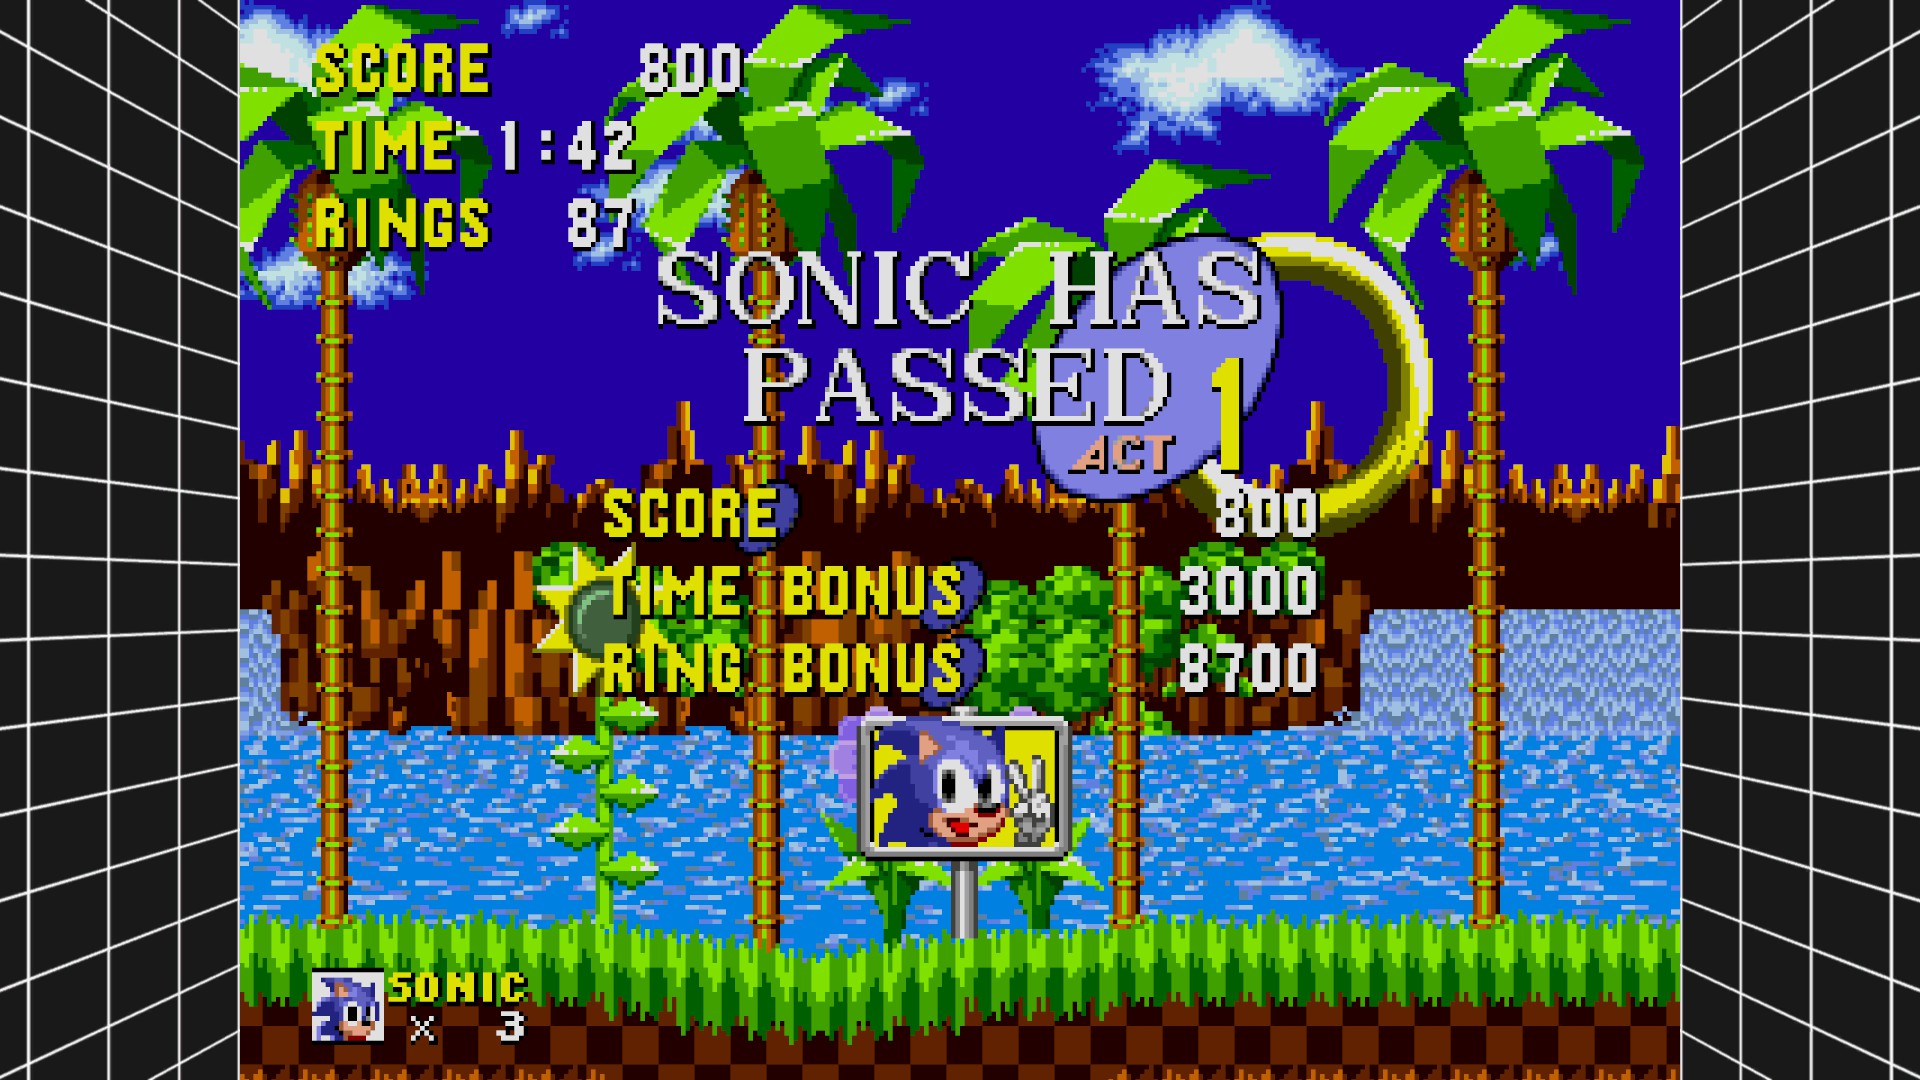 SCORE 800
TIME 1:42
RINGS 87
SONIC HAS
PASSED
ACT 1
SCORE 800
TIME BONUS 3000
RING BONUS 8700
SONIC
X 3